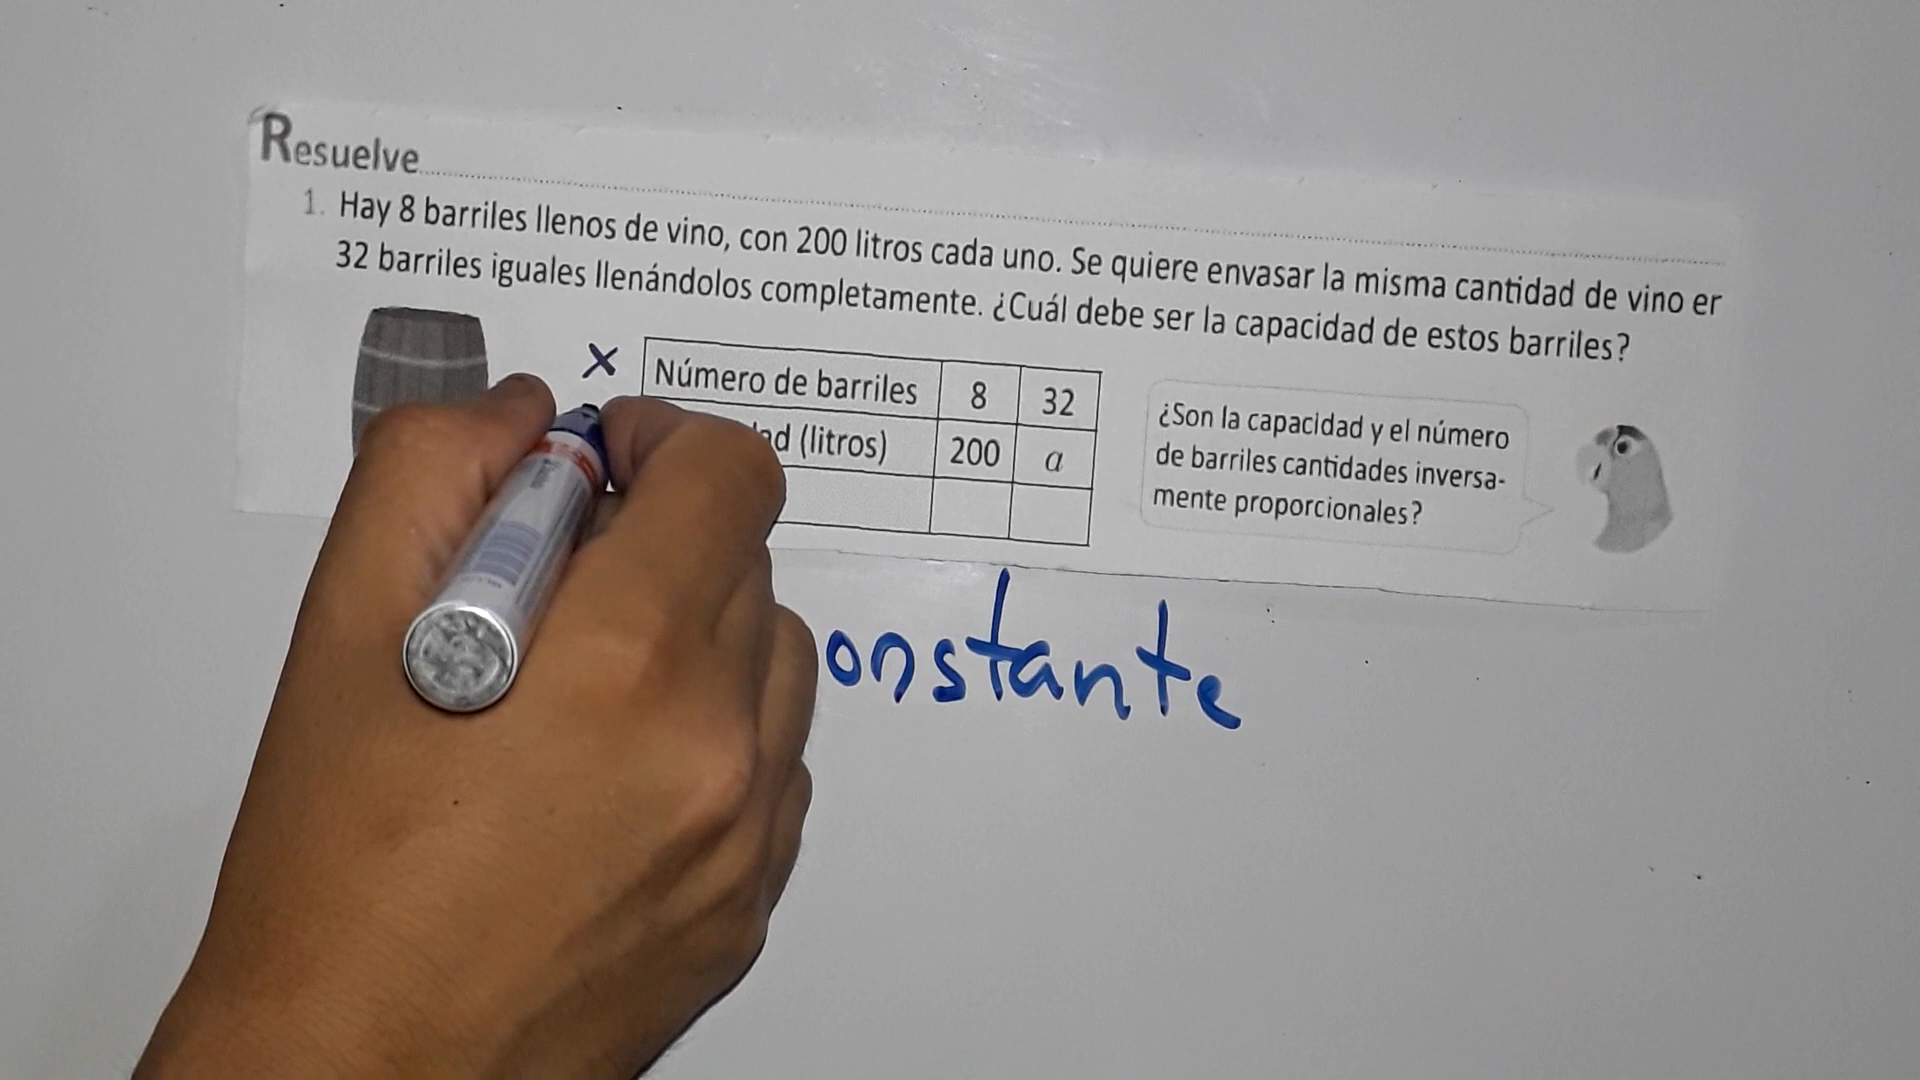 Resuelve
1. Hay 8 barriles llenos de vino, con 200 litros cada uno. Se quiere envasar la misma cantidad de vino er
32 barriles iguales llenándolos completamente. ¿Cuál debe ser la capacidad de estos barriles?
X
Número de barriles 8 32
(litros) 200 a
¿Son la capacidad y el número
de barriles cantidades inversa-
mente proporcionales?
onstante